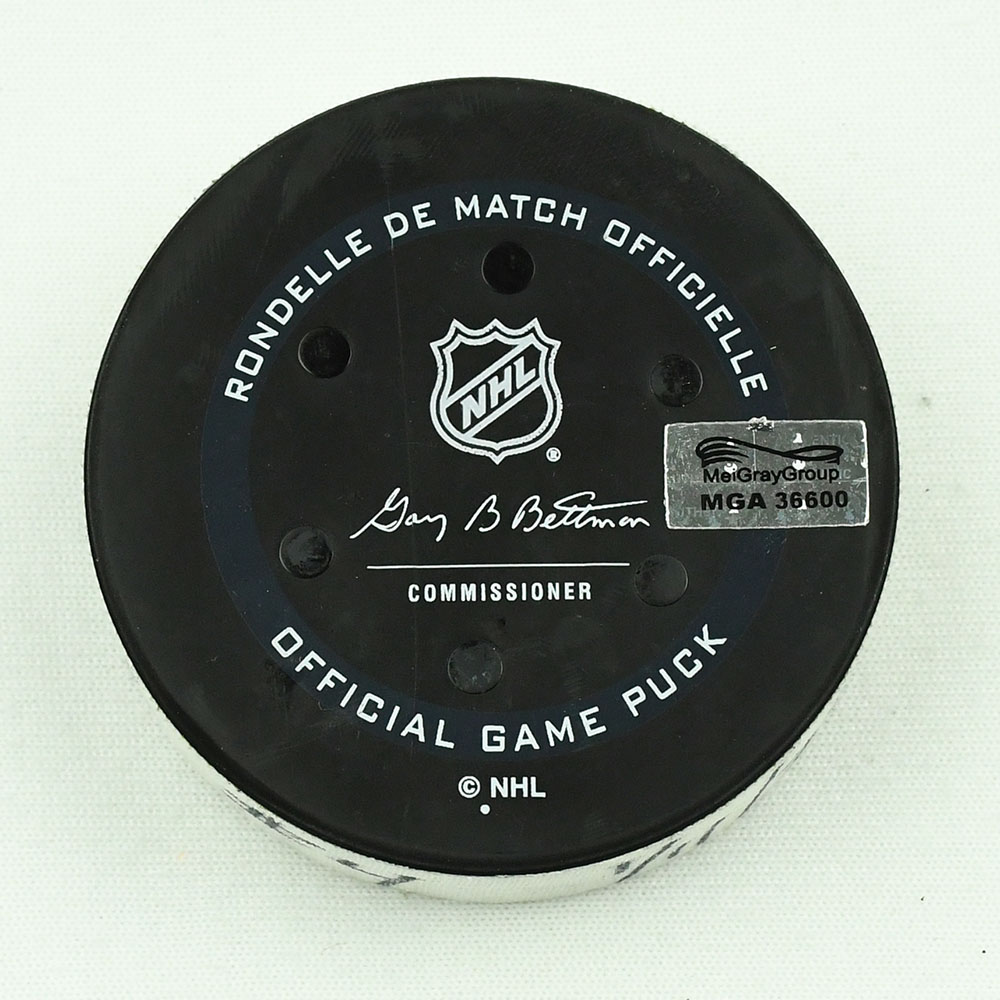 RONDELLE DE MATCH OFFICIELLE
NHL
®
Gary B Bettman
COMMISSIONER
MeiGrayGroup
MGA 36600
OFFICIAL GAME PUCK
© NHL